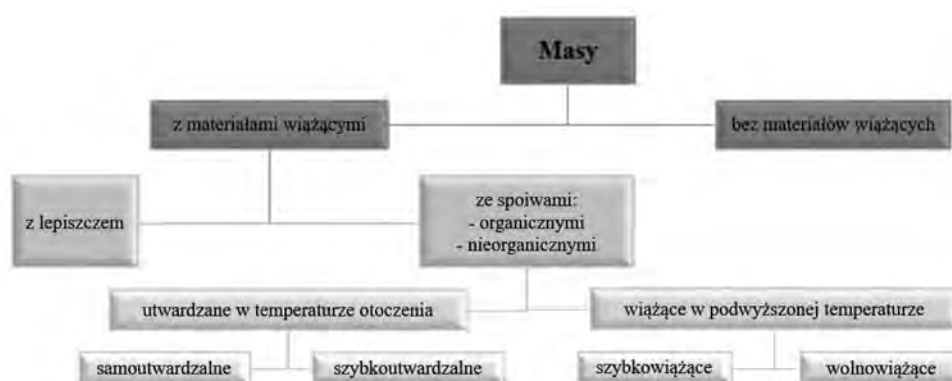 Masy
z materiałami wiążącymi
bez materiałów wiążących
z lepiszczem
ze spoiwami:
- organicznymi
- nieorganicznymi
utwardzane w temperaturze otoczenia
wiążące w podwyższonej temperaturze
samoutwardzalne
szybkoutwardzalne
szybkowiążące
wolnowiążące